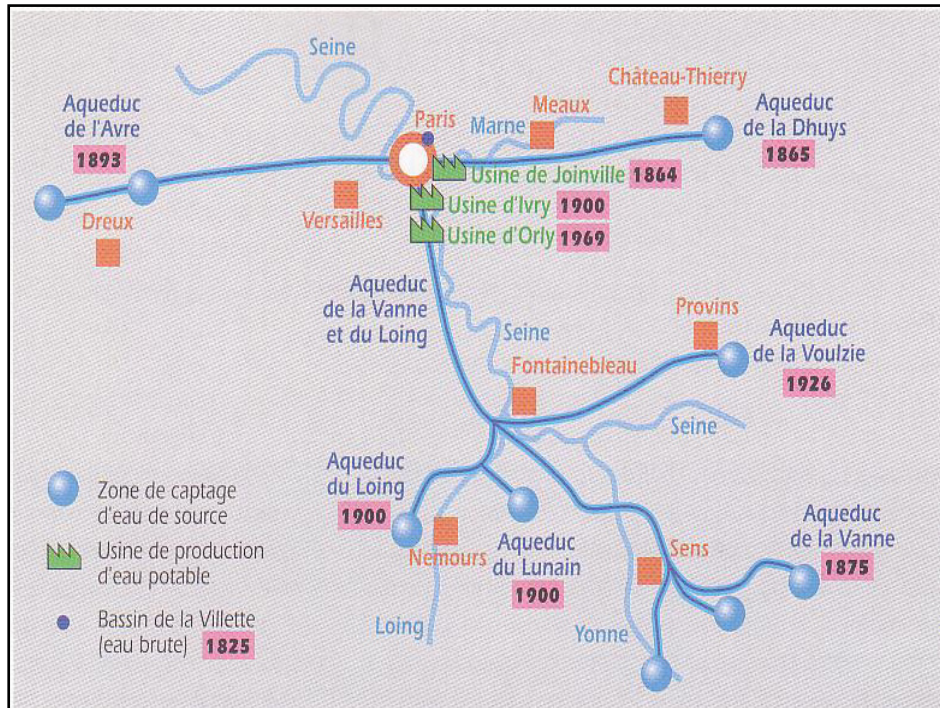 Seine
Aqueduc
de l'Avre
1893
Dreux
Versailles
Paris
Marne
Meaux
Château-Thierry
Aqueduc
de la Dhuys
1865
Usine de Joinville 1864
Usine d'Ivry 1900
Usine d'Orly 1969
Aqueduc
de la Vanne
et du Loing
Seine
Fontainebleau
Provins
Aqueduc
de la Voulzie
1926
Seine
Aqueduc
du Loing
1900
Nemours
Loing
Aqueduc
du Lunain
1900
Sens
Yonne
Aqueduc
de la Vanne
1875
Zone de captage
d'eau de source
Usine de production
d'eau potable
Bassin de la Villette
(eau brute) 1825